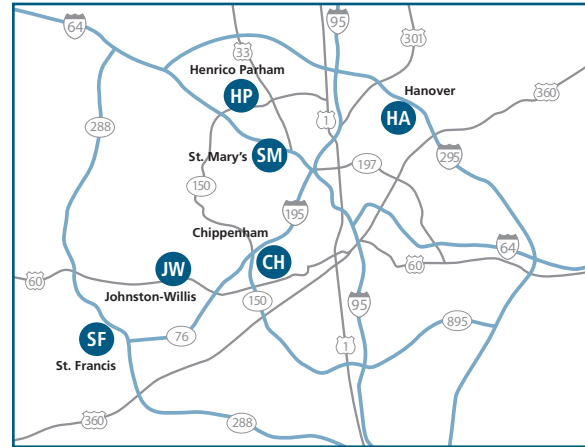 64
95
301
33
Henrico Parham
HP
Hanover
HA
360
288
1
St. Mary's
SM
197
295
150
195
Chippenham
CH
64
60
JW
60
Johnston-Willis
150
95
895
SF
76
1
St. Francis
360
288